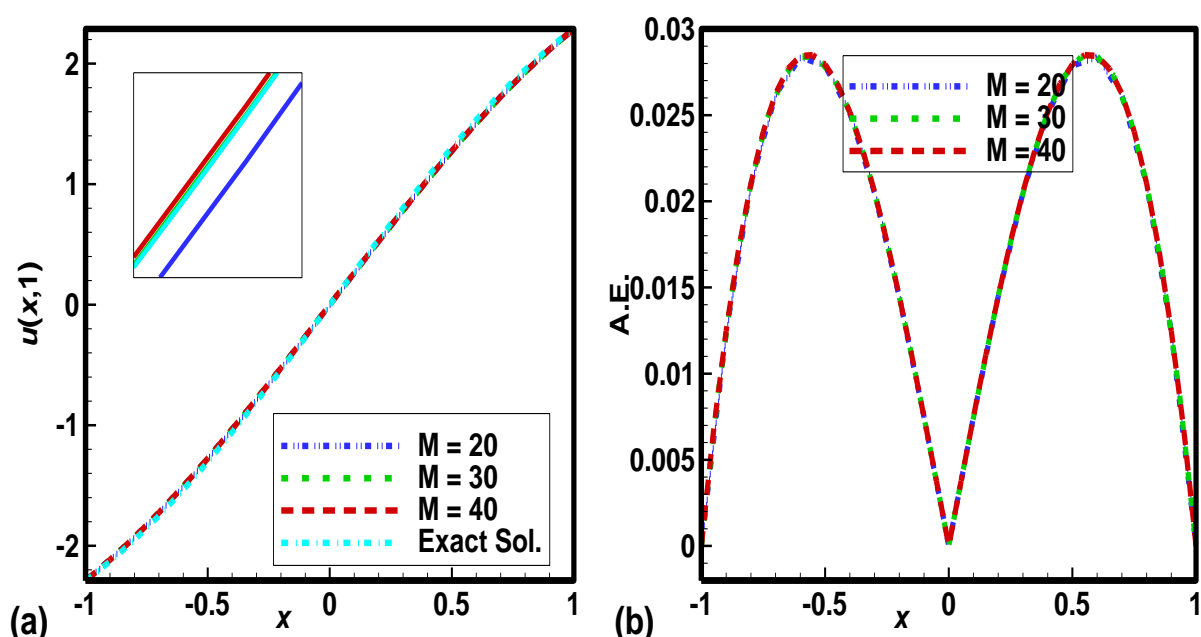 2
1
0
-1
-2
u(x,1)
M = 20
M = 30
M = 40
Exact Sol.
-1
-0.5
0
0.5
1
x
(a)
0.03
0.025
0.02
0.015
0.01
0.005
0
A.E.
M = 20
M = 30
M = 40
-1
-0.5
0
0.5
1
x
(b)